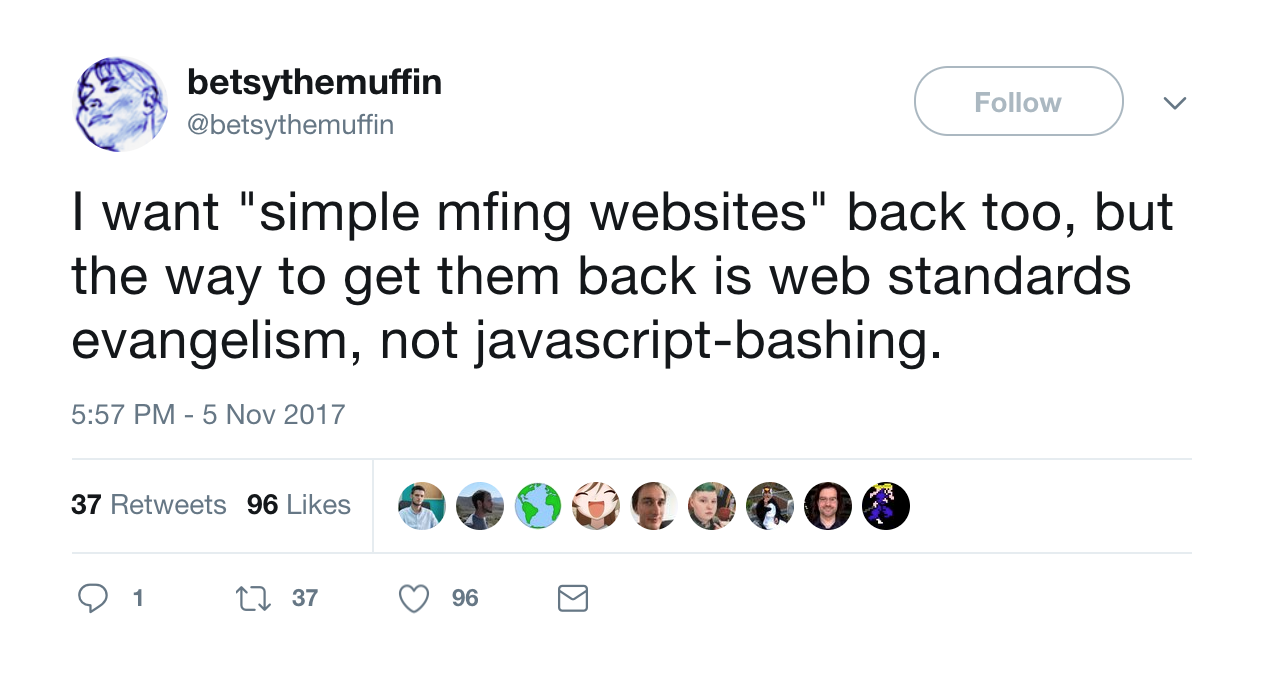 betsythemuffin
@betsythemuffin
Follow
I want "simple mfing websites" back too, but
the way to get them back is web standards
evangelism, not javascript-bashing.
5:57 PM - 5 Nov 2017
37 Retweets 96 Likes
1 37 96